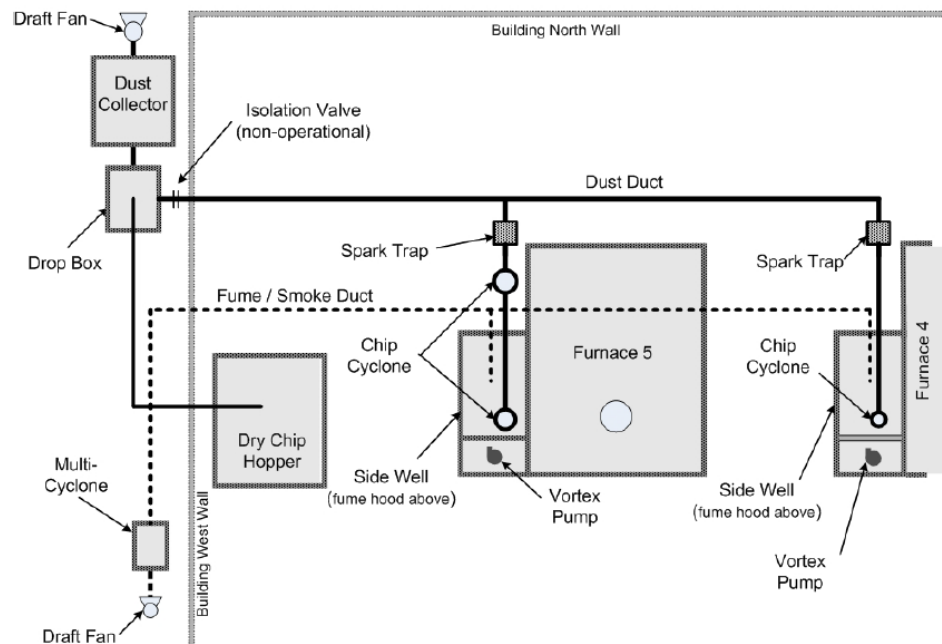 Draft Fan
Building North Wall
Dust
Collector
Isolation Valve
(non-operational)
Dust Duct
Drop Box
Spark Trap
Spark Trap
Fume / Smoke Duct
Chip
Cyclone
Furnace 5
Chip
Cyclone
Furnace 4
Dry Chip
Hopper
Multi-
Cyclone
Side Well
(fume hood above)
Vortex
Pump
Side Well
(fume hood above)
Vortex
Pump
Building West Wall
Draft Fan